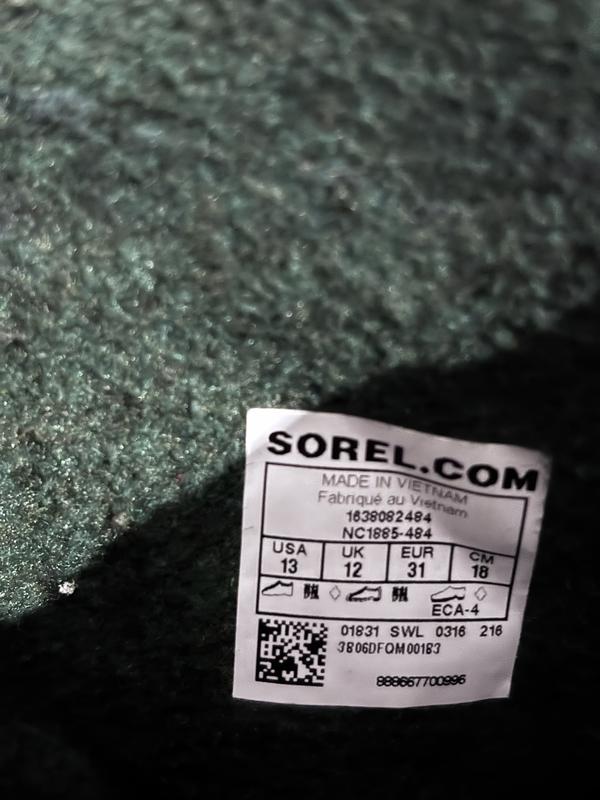 SOREL.COM
MADE IN VIETNAM
Fabriqué au Vietnam
1638082484
NC1885-484
USA UK EUR CM
13 12 31 18
ECA-4
01831 SWL 0316 216
3806DFQM00183
888667700996